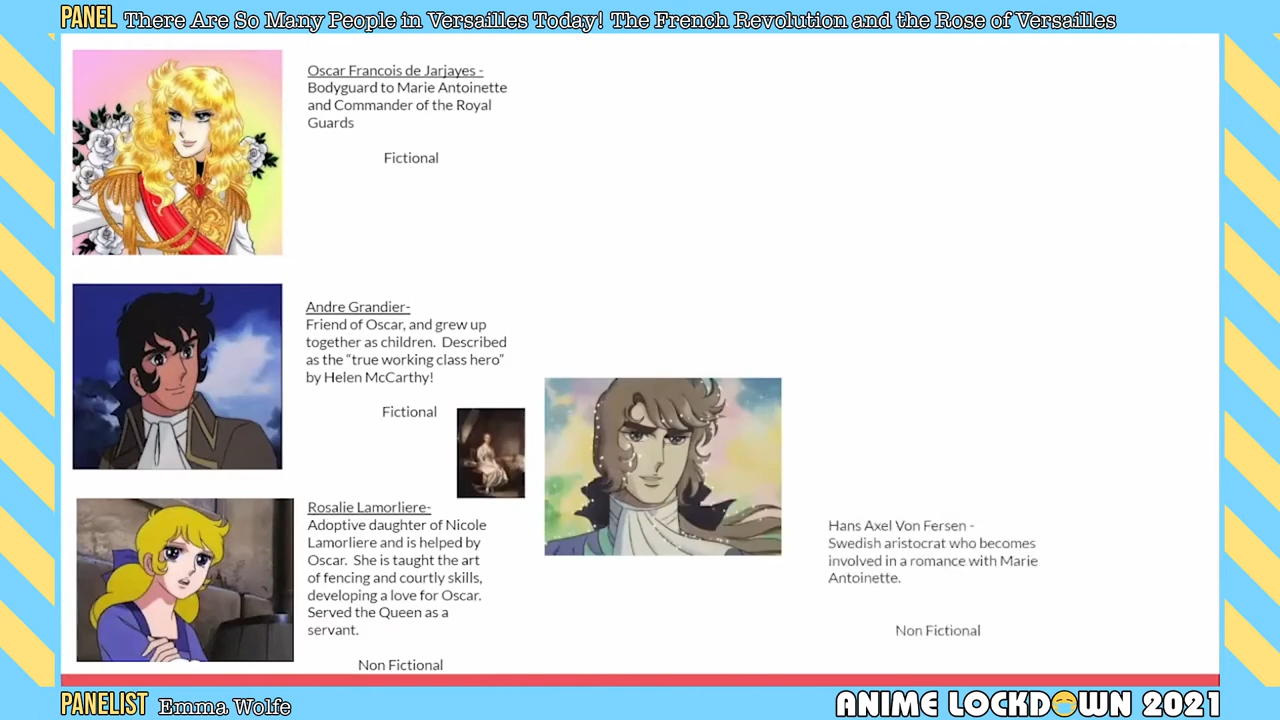 PANEL There Are So Many People in Versailles Today! The French Revolution and the Rose of Versailles
Oscar Francois de Jarjayes -
Bodyguard to Marie Antoinette
and Commander of the Royal
Guards
Fictional
Andre Grandier-
Friend of Oscar, and grew up
together as children. Described
as the “true working class hero”
by Helen McCarthy!
Fictional
Rosalie Lamorliere-
Adoptive daughter of Nicole
Lamorliere and is helped by
Oscar. She is taught the art
of fencing and courtly skills,
developing a love for Oscar.
Served the Queen as a
servant.
Non Fictional
Hans Axel Von Fersen -
Swedish aristocrat who becomes
involved in a romance with Marie
Antoinette.
Non Fictional
PANELIST Emma Wolfe
ANIME LOCKDOWN 2021